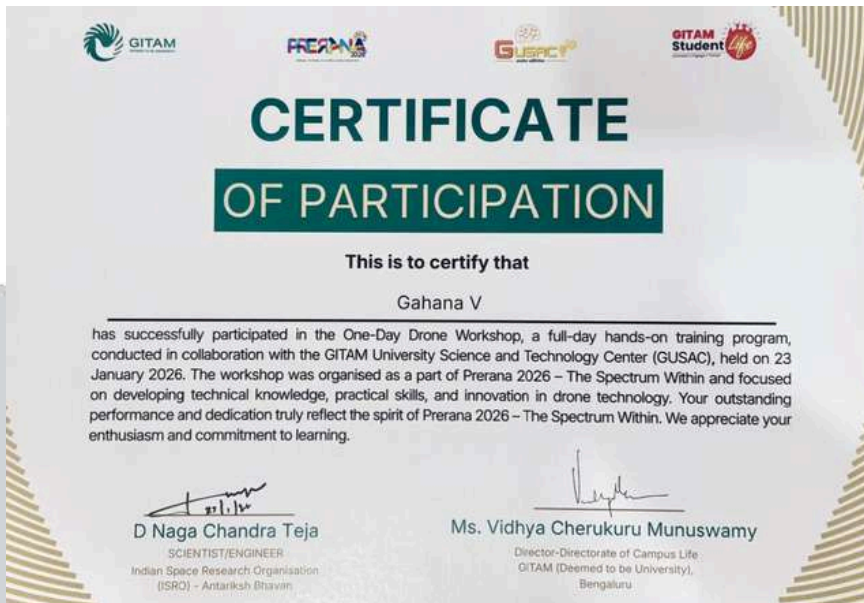 GITAM
PRERANA
2026
GUSAC
GITAM
Student Life
CERTIFICATE
OF PARTICIPATION
This is to certify that
Gahana V
has successfully participated in the One-Day Drone Workshop, a full-day hands-on training program,
conducted in collaboration with the GITAM University Science and Technology Center (GUSAC), held on 23
January 2026. The workshop was organised as a part of Prerana 2026 – The Spectrum Within and focused
on developing technical knowledge, practical skills, and innovation in drone technology. Your outstanding
performance and dedication truly reflect the spirit of Prerana 2026 – The Spectrum Within. We appreciate your
enthusiasm and commitment to learning.
D Naga Chandra Teja
SCIENTIST/ENGINEER
Indian Space Research Organisation
(ISRO) - Antariksh Bhavan
Ms. Vidhya Cherukuru Munuswamy
Director-Directorate of Campus Life
GITAM (Deemed to be University),
Bengaluru